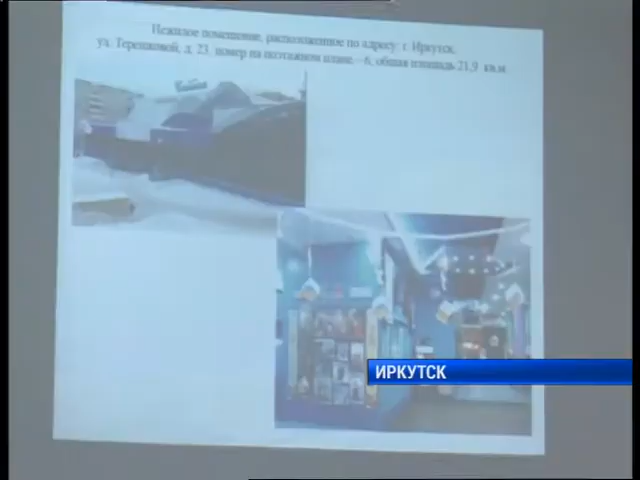 Нежилое помещение, расположенное по адресу: г. Иркутск,
ул. Терешковой, д. 23, номер на поэтажном плане – 6, общая площадь 21,9 кв.м
ИРКУТСК